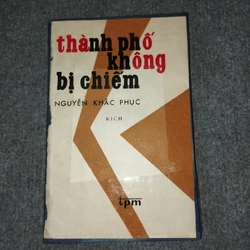 thành phố
không
bị chiếm
NGUYỄN KHẮC PHỤC
KỊCH
tpm